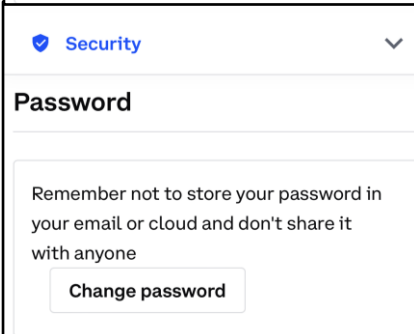 Security
Password
Remember not to store your password in
your email or cloud and don't share it
with anyone
Change password